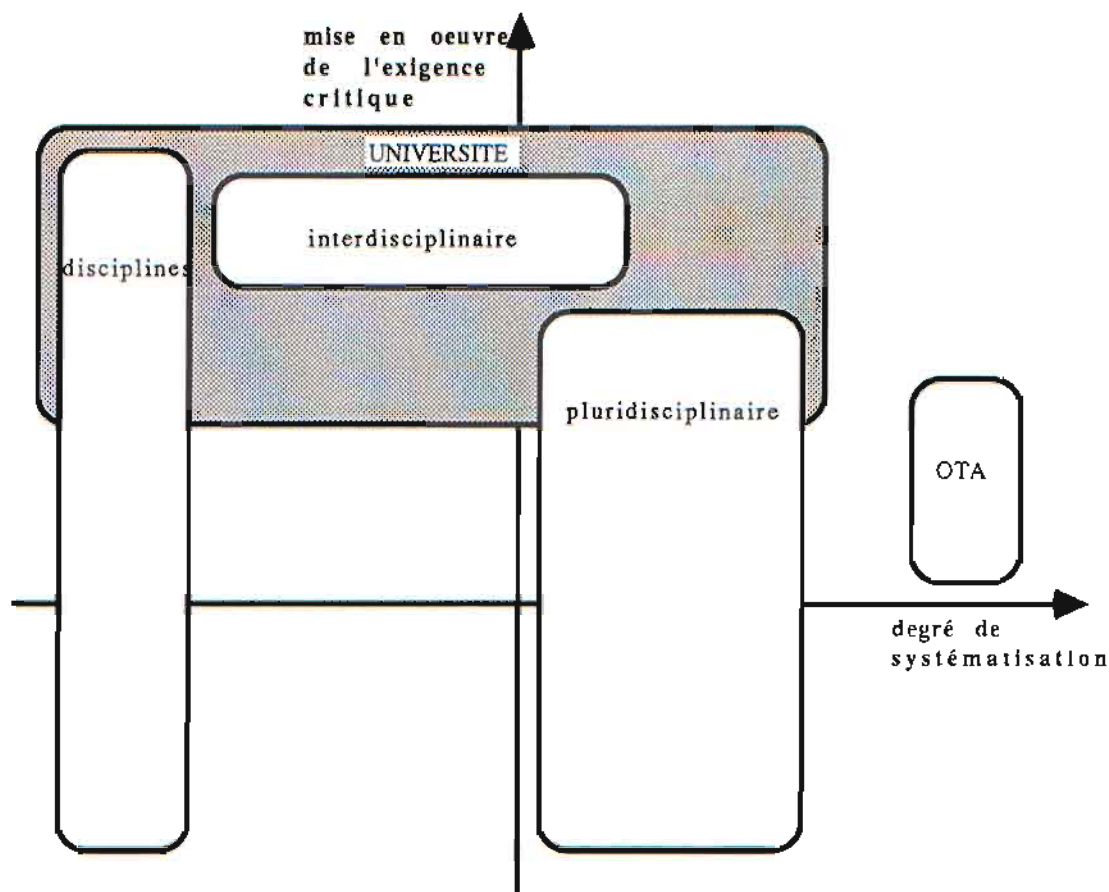 mise en oeuvre
de l'exigence
critique
UNIVERSITE
interdisciplinaire
disciplines
pluridisciplinaire
OTA
degré de
systématisation